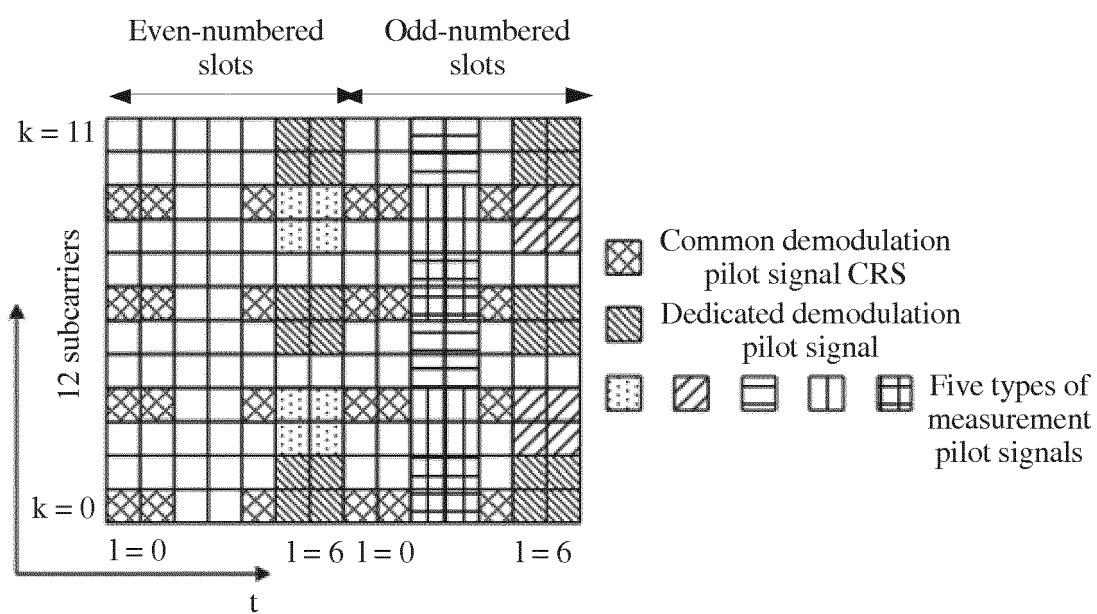 Even-numbered
slots
Odd-numbered
slots
k = 11
12 subcarriers
k = 0
l = 0
l = 6
l = 0
l = 6
t
Common demodulation
pilot signal CRS
Dedicated demodulation
pilot signal
Five types of
measurement
pilot signals